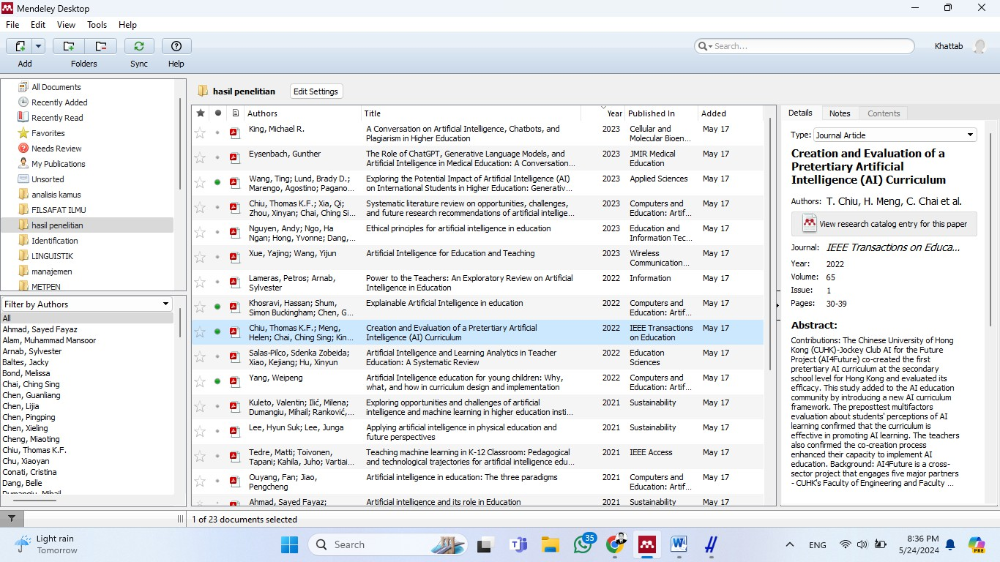 Mendeley Desktop
File Edit View Tools Help
Add
Folders
Sync
Help
Search...
Khattab
All Documents
Recently Added
Recently Read
Favorites
Needs Review
My Publications
Unsorted
analisis kamus
FILSAFAT ILMU
hasil penelitian
Identification
LINGUISTIK
manajemen
METPEN
Filter by Authors
All
Ahmad, Sayed Fayaz
Alam, Muhammad Mansoor
Arnab, Sylvester
Baltes, Jacky
Bond, Melissa
Chai, Ching Sing
Chen, Guanliang
Chen, Lijia
Chen, Pingping
Chen, Xieling
Cheng, Miaoting
Chiu, Thomas K.F.
Chu, Xiaoyan
Conati, Cristina
Dang, Belle
Dumangiu, Mihail
hasil penelitian Edit Settings
Authors Title Year Published In Added
King, Michael R. A Conversation on Artificial Intelligence, Chatbots, and 2023 Cellular and May 17
Plagiarism in Higher Education Molecular Bioen...
Eysenbach, Gunther The Role of ChatGPT, Generative Language Models, and 2023 JMIR Medical May 17
Artificial Intelligence in Medical Education: A Conversation... Education
Wang, Ting; Lund, Brady D.; Exploring the Potential Impact of Artificial Intelligence (AI) 2023 Applied Sciences May 17
Marengo, Agostino; Pagano... on International Students in Higher Education: Generativ...
Chiu, Thomas K.F.; Xia, Qi; Systematic literature review on opportunities, challenges, 2023 Computers and May 17
Zhou, Xinyan; Chai, Ching Si... and future research recommendations of artificial intellige... Education: Artif...
Nguyen, Andy; Ngo, Ha Ethical principles for artificial intelligence in education 2023 Education and May 17
Ngan; Hong, Yvonne; Dang,... Information Tec...
Xue, Yajing; Wang, Yijun Artificial Intelligence for Education and Teaching 2023 Wireless May 17
Communication...
Lameras, Petros; Arnab, Power to the Teachers: An Exploratory Review on Artificial 2022 Information May 17
Sylvester Intelligence in Education
Khosravi, Hassan; Shum, Explainable Artificial Intelligence in education 2022 Computers and May 17
Simon Buckingham; Chen, G... Education: Artif...
Chiu, Thomas K.F.; Meng, Creation and Evaluation of a Pretertiary Artificial 2022 IEEE Transactions May 17
Helen; Chai, Ching Sing; Kin... Intelligence (AI) Curriculum on Education
Salas-Pilco, Sdenka Zobeida; Artificial Intelligence and Learning Analytics in Teacher 2022 Education May 17
Xiao, Kejiang; Hu, Xinyun Education: A Systematic Review Sciences
Yang, Weipeng Artificial Intelligence education for young children: Why, 2022 Computers and May 17
what, and how in curriculum design and implementation Education: Artif...
Kuleto, Valentin; Ilić, Milena; Exploring opportunities and challenges of artificial 2021 Sustainability May 17
Dumangiu, Mihail; Ranković,... intelligence and machine learning in higher education insti...
Lee, Hyun Suk; Lee, Junga Applying artificial intelligence in physical education and 2021 Sustainability May 17
future perspectives
Tedre, Matti; Toivonen, Teaching machine learning in K-12 Classroom: Pedagogical 2021 IEEE Access May 17
Tapani; Kahila, Juho; Vartiai... and technological trajectories for artificial intelligence edu...
Ouyang, Fan; Jiao, Artificial intelligence in education: The three paradigms 2021 Computers and May 17
Pengcheng Education: Artif...
Ahmad, Sayed Fayaz; Artificial intelligence and its role in Education 2021 Sustainability May 17
Details Notes Contents
Type: Journal Article
Creation and Evaluation of a
Pretertiary Artificial
Intelligence (AI) Curriculum
Authors: T. Chiu, H. Meng, C. Chai et al.
View research catalog entry for this paper
Journal: IEEE Transactions on Educa...
Year: 2022
Volume: 65
Issue: 1
Pages: 30-39
Abstract:
Contributions: The Chinese University of Hong
Kong (CUHK)-Jockey Club AI for the Future
Project (AI4Future) co-created the first
pretertiary AI curriculum at the secondary
school level for Hong Kong and evaluated its
efficacy. This study added to the AI education
community by introducing a new AI curriculum
framework. The prepostest multifactors
evaluation about students' perceptions of AI
learning confirmed that the curriculum is
effective in promoting AI learning. The teachers
also confirmed the co-creation process
enhanced their capacity to implement AI
education. Background: AI4Future is a cross-
sector project that engages five major partners
- CUHK's Faculty of Engineering and Faculty ...
1 of 23 documents selected
Light rain
Tomorrow
Search
35
ENG
8:36 PM
5/24/2024
PRE